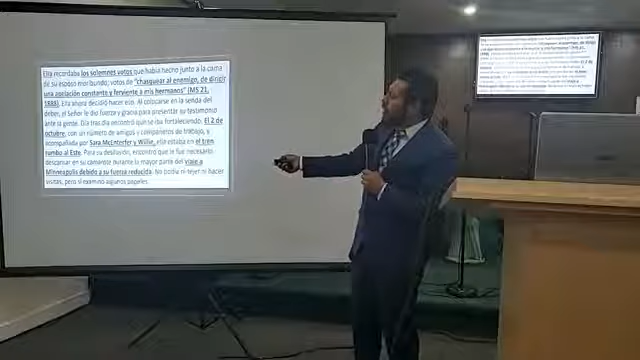 Ella recordaba los solemnes votos que había hecho junto a la cama
de su esposo moribundo; votos de "chasquear al enemigo, de dirigir
una apelación constante y ferviente a mis hermanos" (MS 21,
1888). Ella ahora decidió hacer eso. Al colocarse en la senda del
deber, el Señor le dio fuerza y gracia para presentar su testimonio
ante la gente. Día tras día encontró que se iba fortaleciendo. El 2 de
octubre, con un número de amigos y compañeros de trabajo, y
acompañada por Sara McEnterfer y Willie, ella estaba en el tren
rumbo al Este. Para su desilusión, encontró que le fue necesario
descansar en su camarote durante la mayor parte del viaje a
Minneapolis debido a su fuerza reducida. No podía ni tejer ni hacer
visitas, pero sí examinó algunos papeles.